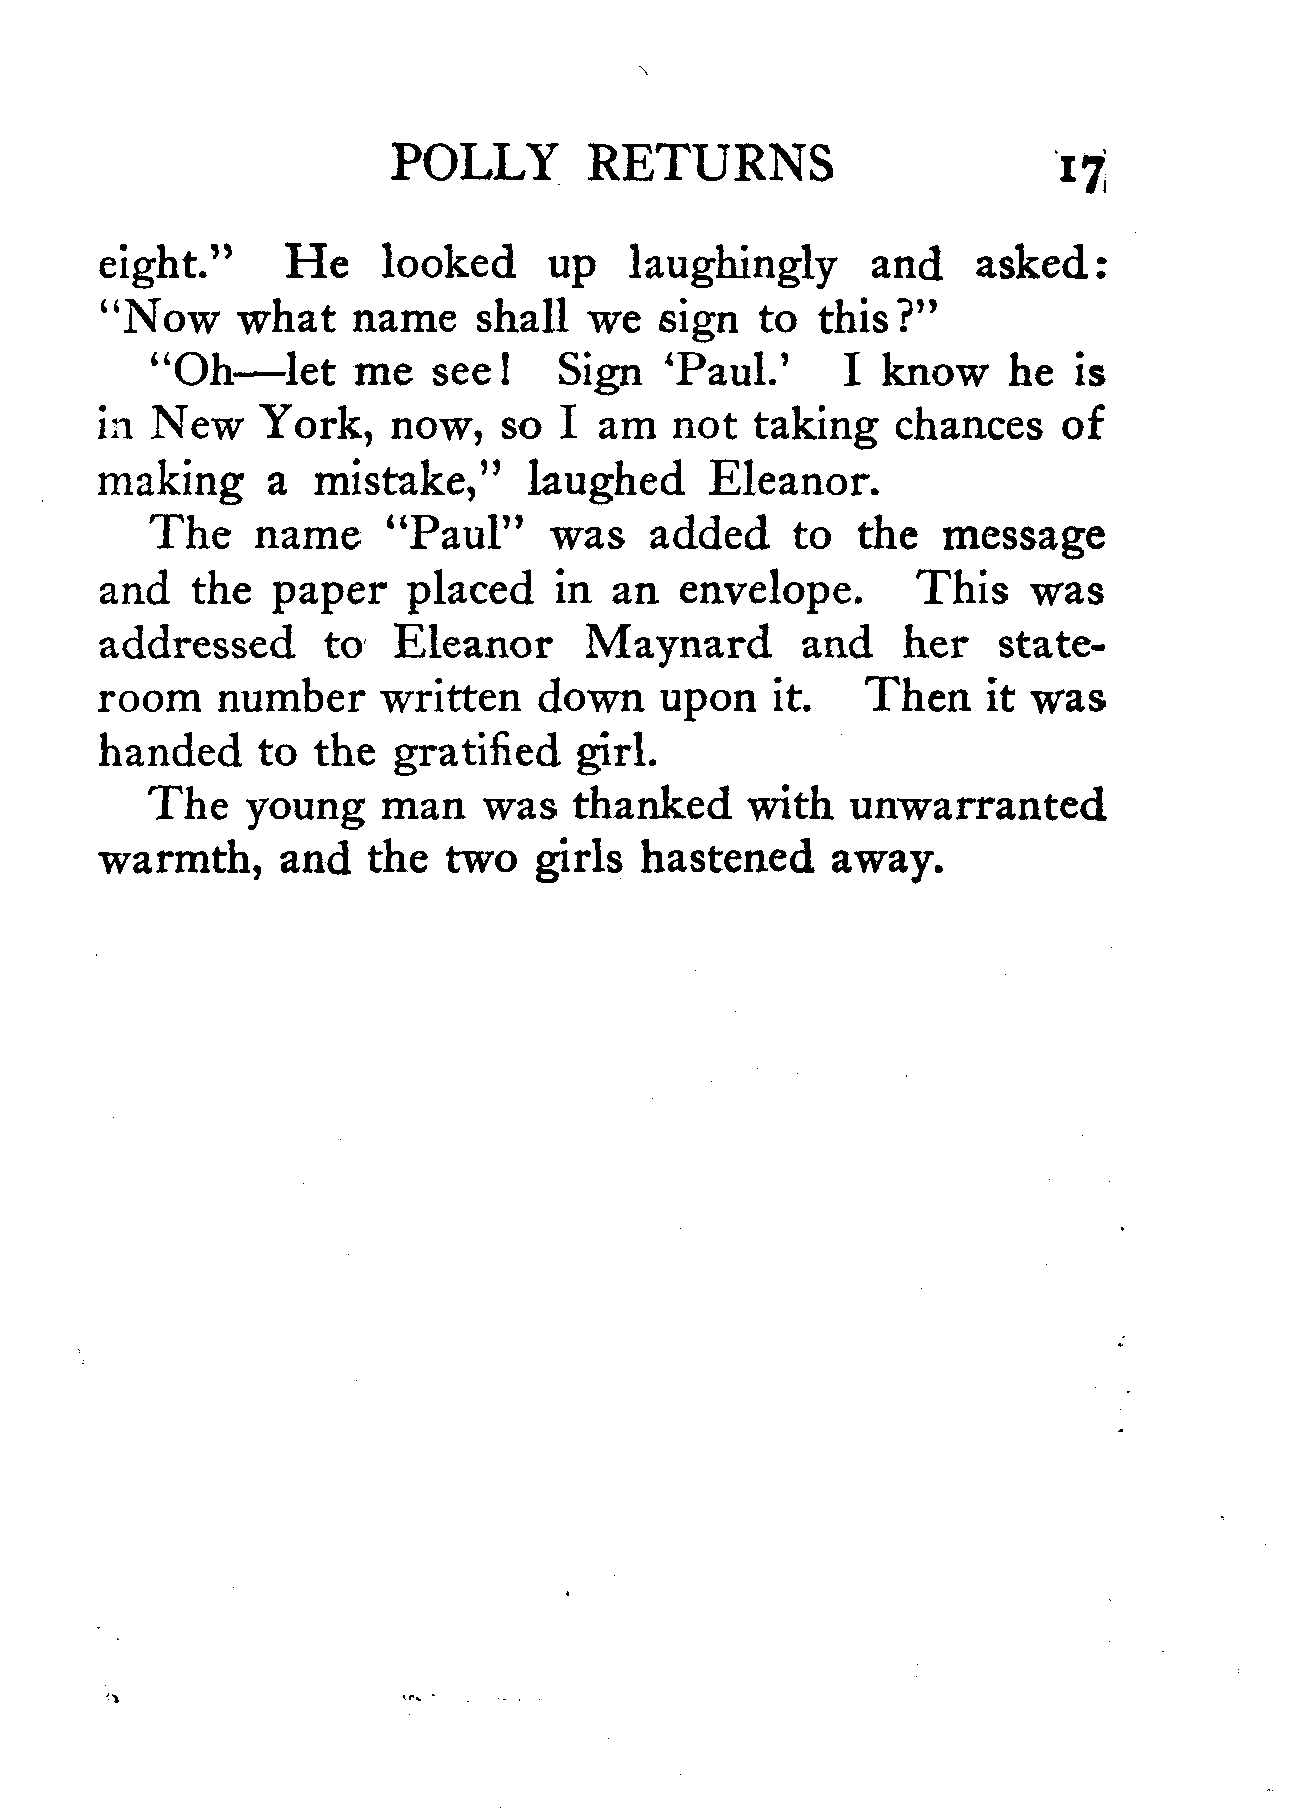 POLLY RETURNS 17
eight." He looked up laughingly and asked:
"Now what name shall we sign to this?"
"Oh—let me see! Sign 'Paul.' I know he is
in New York, now, so I am not taking chances of
making a mistake," laughed Eleanor.
The name "Paul" was added to the message
and the paper placed in an envelope. This was
addressed to Eleanor Maynard and her state-
room number written down upon it. Then it was
handed to the gratified girl.
The young man was thanked with unwarranted
warmth, and the two girls hastened away.